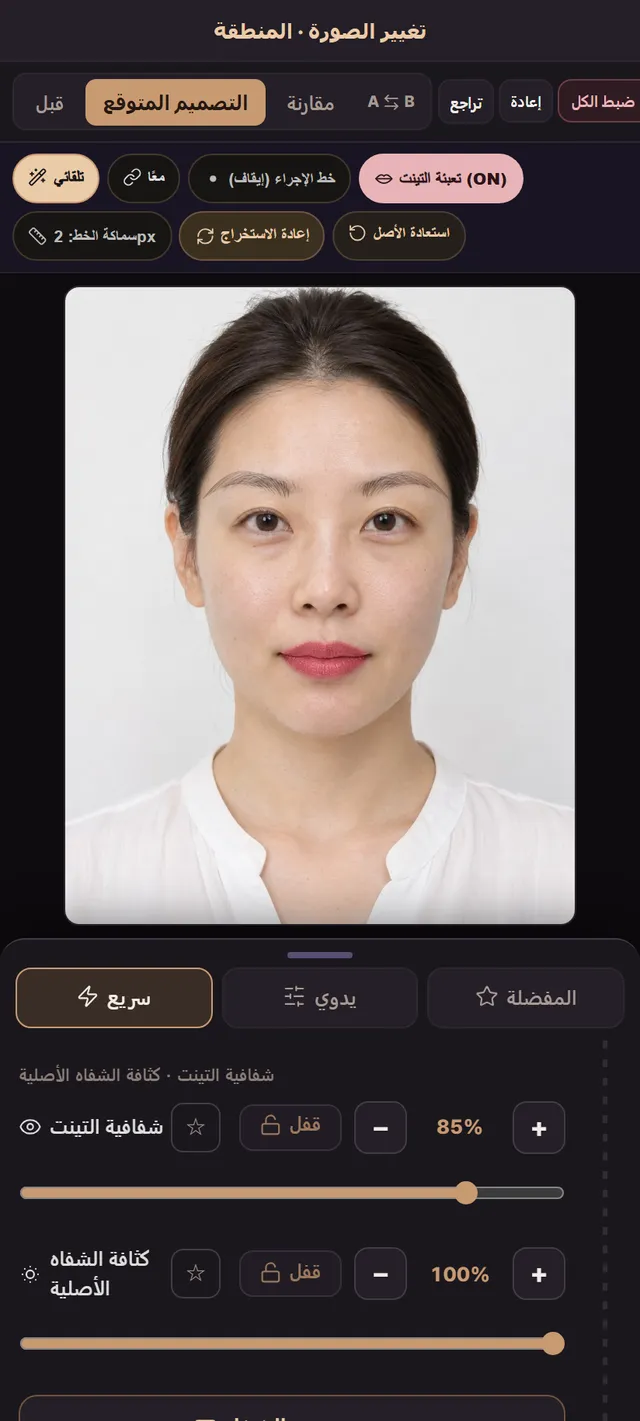 تغيير الصورة · المنطقة
قبل
التصميم المتوقع
مقارنة
A ⇆ B
تراجع
إعادة
ضبط الكل
تلقائي
معًا
خط الإجراء (إيقاف)
(ON) تعبئة التينت
pxسماكة الخط: 2
إعادة الاستخراج
استعادة الأصل
سريع
يدوي
المفضلة
شفافية التينت · كثافة الشفاه الأصلية
شفافية التينت
قفل
−
85%
+
كثافة الشفاه
الأصلية
قفل
−
100%
+